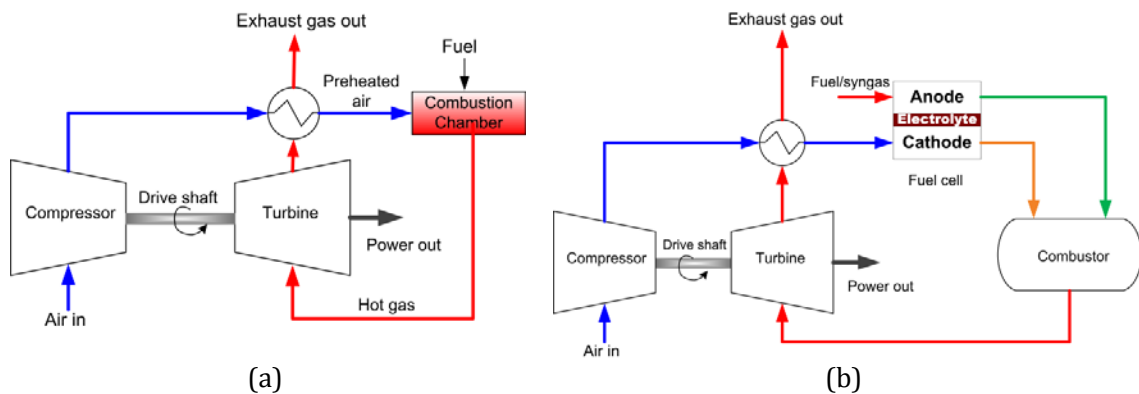 Exhaust gas out
Fuel
Preheated
air
Combustion
Chamber
Drive shaft
Compressor
Turbine
Power out
Hot gas
Air in
(a)
Exhaust gas out
Fuel/syngas
Anode
Electrolyte
Cathode
Fuel cell
Drive shaft
Compressor
Turbine
Combustor
Power out
Air in
(b)